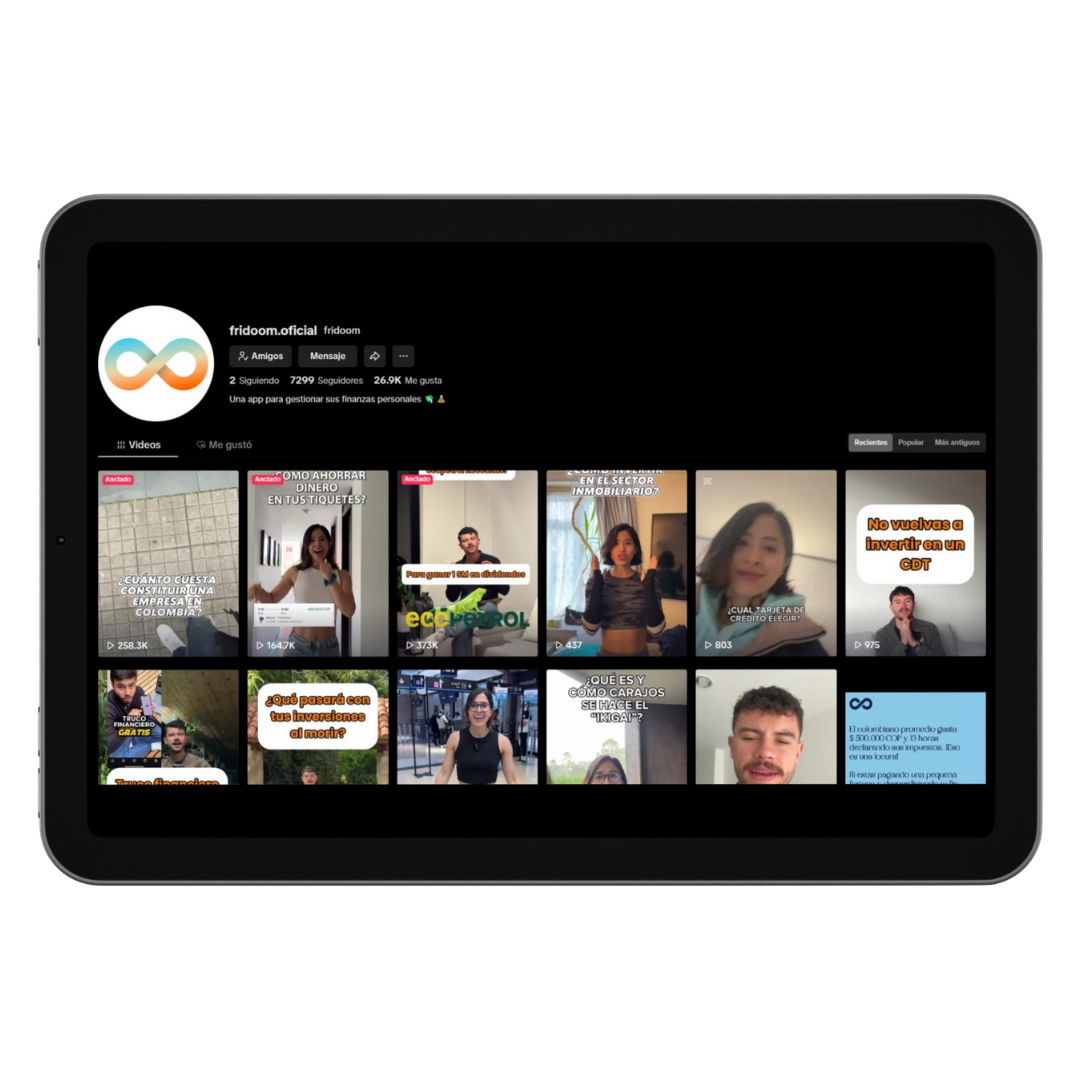 fridoom.oficial fridoom
Amigos Mensaje ...
2 Siguiendo 7299 Seguidores 26.9K Me gusta
Una app para gestionar sus finanzas personales
Videos Me gustó
Recientes Popular Más antiguos
Anclado
¿CUÁNTO CUESTA
CONSTITUIR UNA
EMPRESA EN
COLOMBIA?
258.3K
Anclado
¿CÓMO AHORRAR
DINERO
EN TUS TIQUETES?
164.7K
Anclado
Para ganar 1 SM en dividendos
ecopetrol
373K
¿CÓMO INVERTIR
EN EL SECTOR
INMOBILIARIO?
437
¿CUAL TARJETA DE
CRÉDITO ELEGIR?
803
No vuelvas a
invertir en un
CDT
975
TRUCO
FINANCIERO
GRATIS
Truco financiero
¿Qué pasará con
tus inversiones
al morir?
¿QUÉ ES Y
CÓMO CARAJOS
SE HACE EL
"IKIGAI"?
El colombiano promedio gasta
$ 500.000 COP y 13 horas
declarando sus impuestos. ¡Eso
es una locura!
Si estás pagando una pequeña